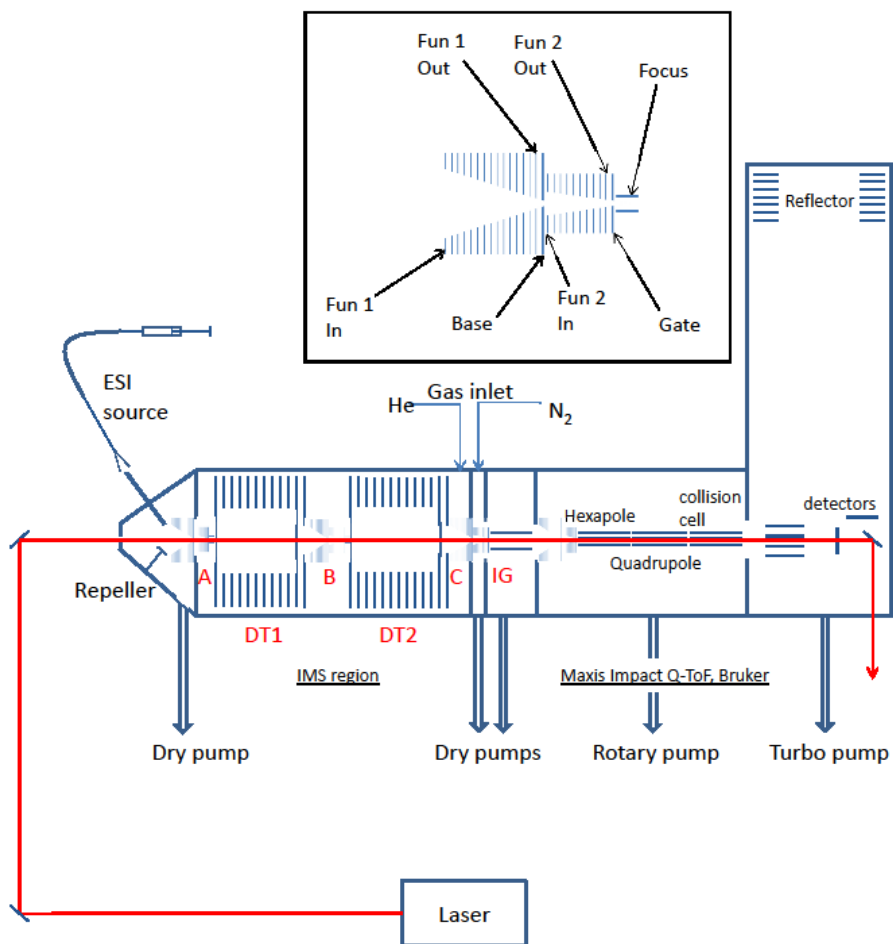 Fun 1
Out
Fun 2
Out
Focus
Fun 1
In
Base
Fun 2
In
Gate
Reflector
ESI
source
Gas inlet
He
N2
Hexapole
collision
cell
detectors
Quadrupole
Repeller
A
B
C
IG
DT1
DT2
IMS region
Maxis Impact Q-ToF, Bruker
Dry pump
Dry pumps
Rotary pump
Turbo pump
Laser